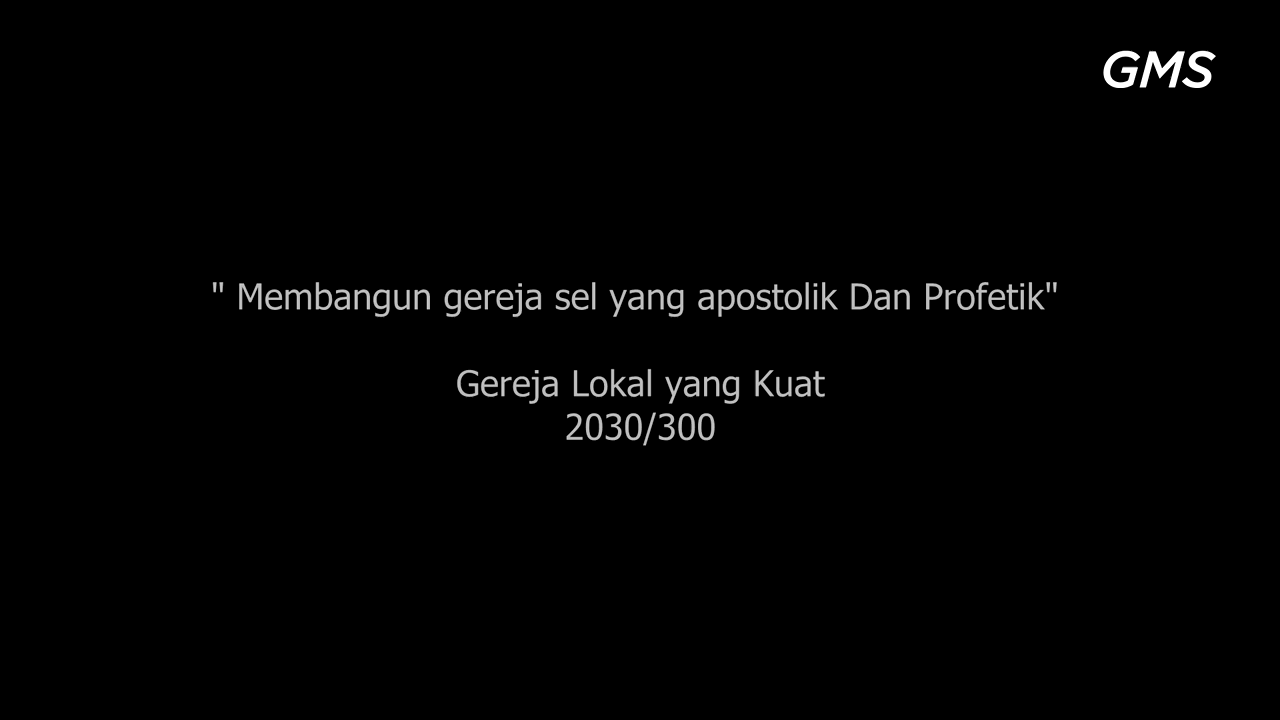 GMS
" Membangun gereja sel yang apostolik Dan Profetik"
Gereja Lokal yang Kuat
2030/300